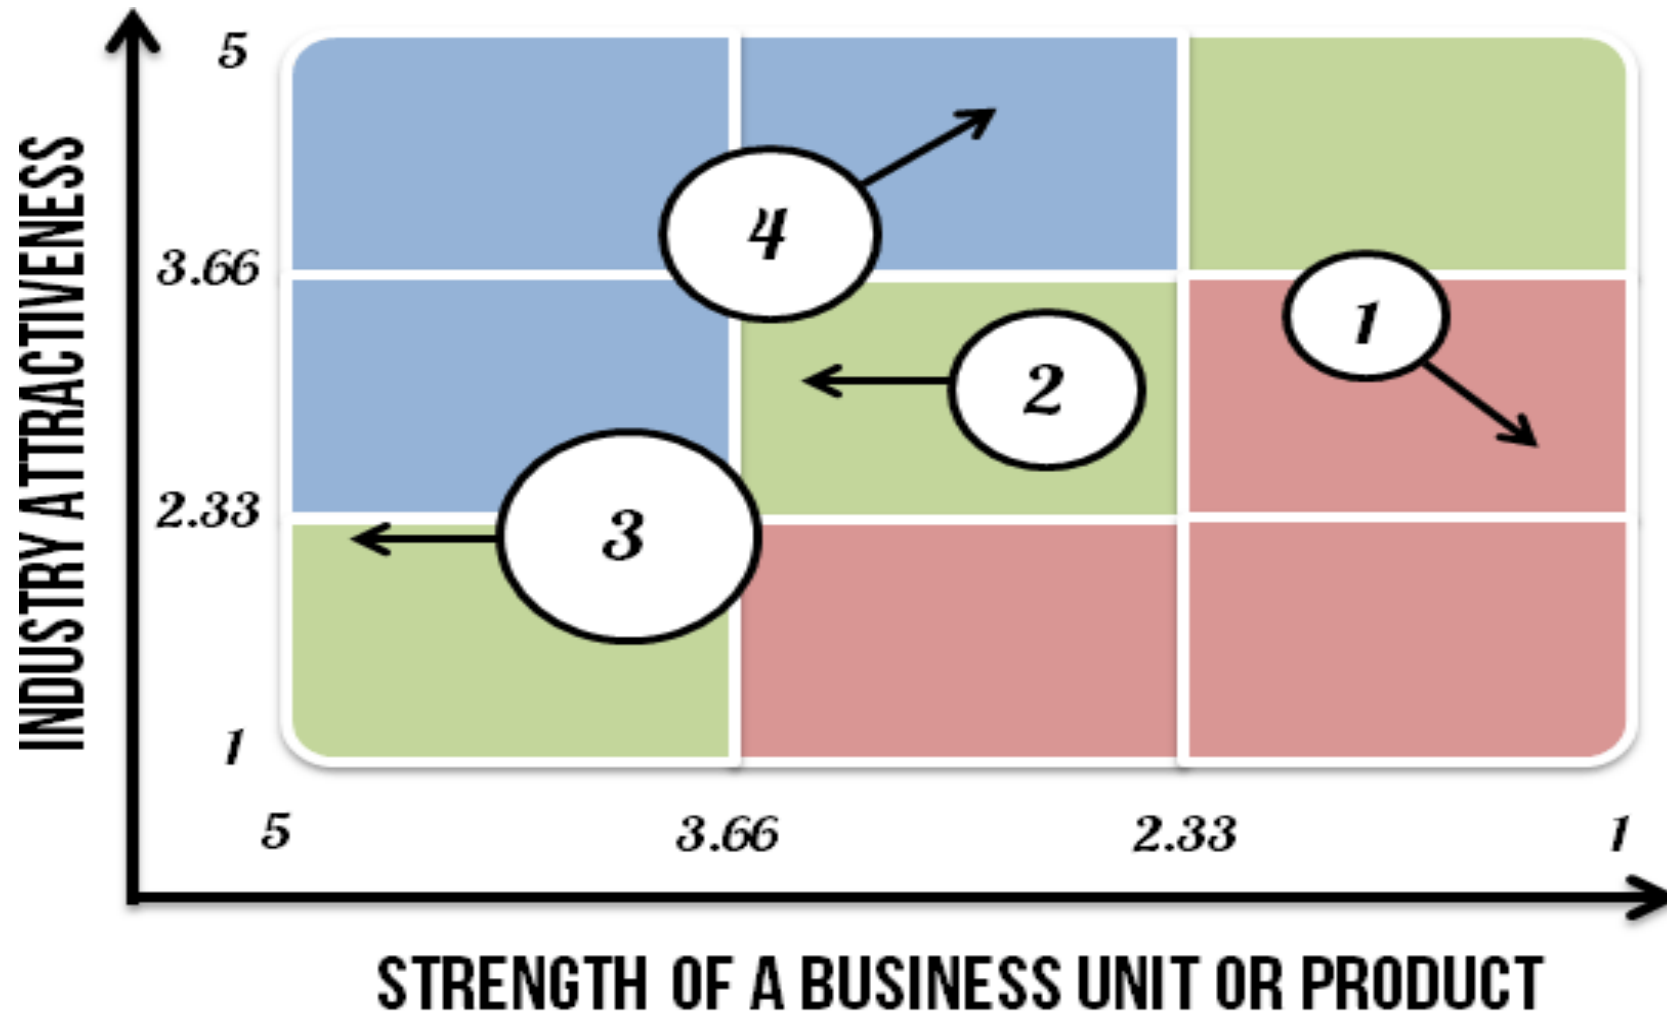 INDUSTRY ATTRACTIVENESS
5
3.66
2.33
1
4
1
2
3
5 3.66 2.33 1
STRENGTH OF A BUSINESS UNIT OR PRODUCT